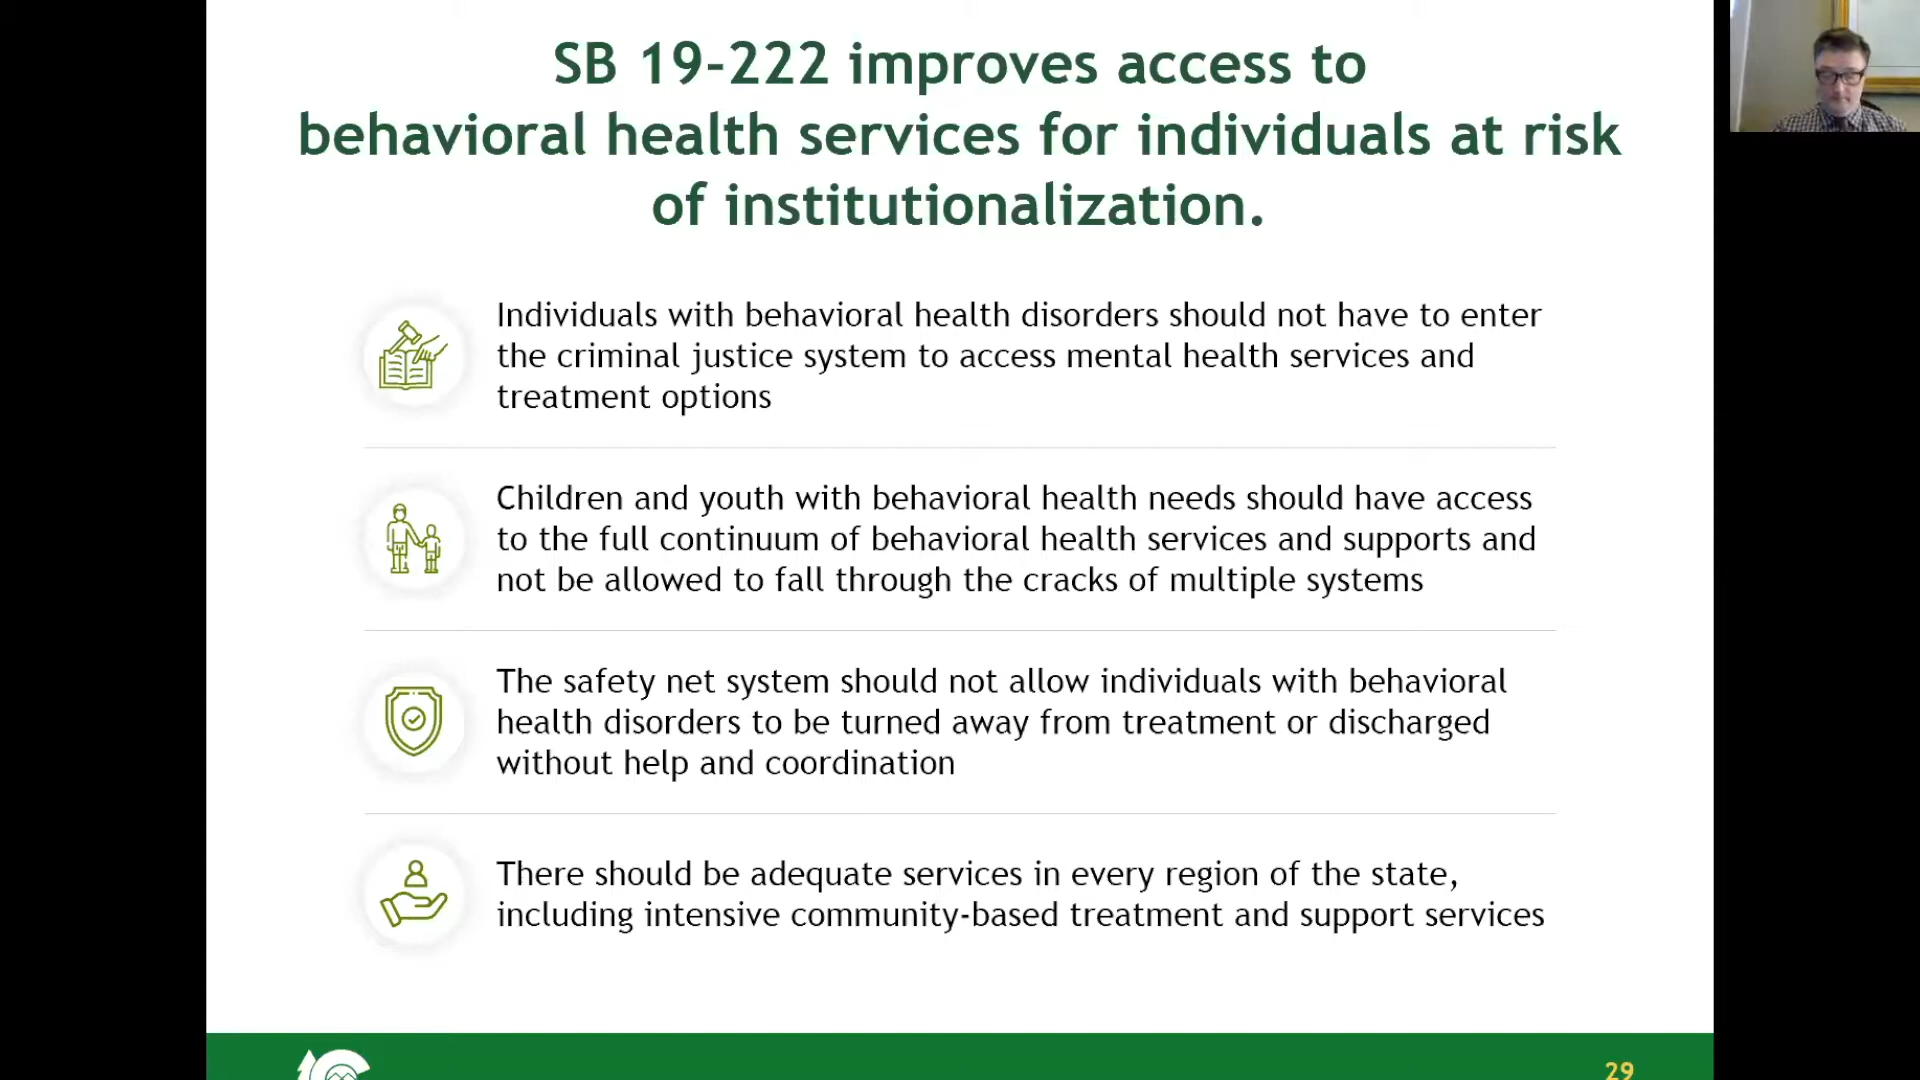 SB 19-222 improves access to
behavioral health services for individuals at risk
of institutionalization.
Individuals with behavioral health disorders should not have to enter
the criminal justice system to access mental health services and
treatment options
Children and youth with behavioral health needs should have access
to the full continuum of behavioral health services and supports and
not be allowed to fall through the cracks of multiple systems
The safety net system should not allow individuals with behavioral
health disorders to be turned away from treatment or discharged
without help and coordination
There should be adequate services in every region of the state,
including intensive community-based treatment and support services
29